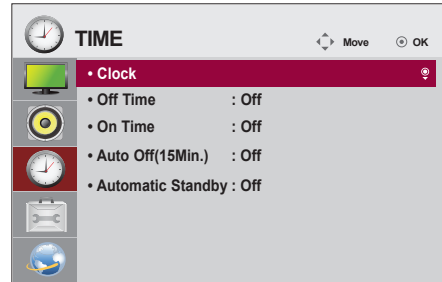 TIME
Move OK
• Clock
• Off Time : Off
• On Time : Off
• Auto Off(15Min.) : Off
• Automatic Standby : Off